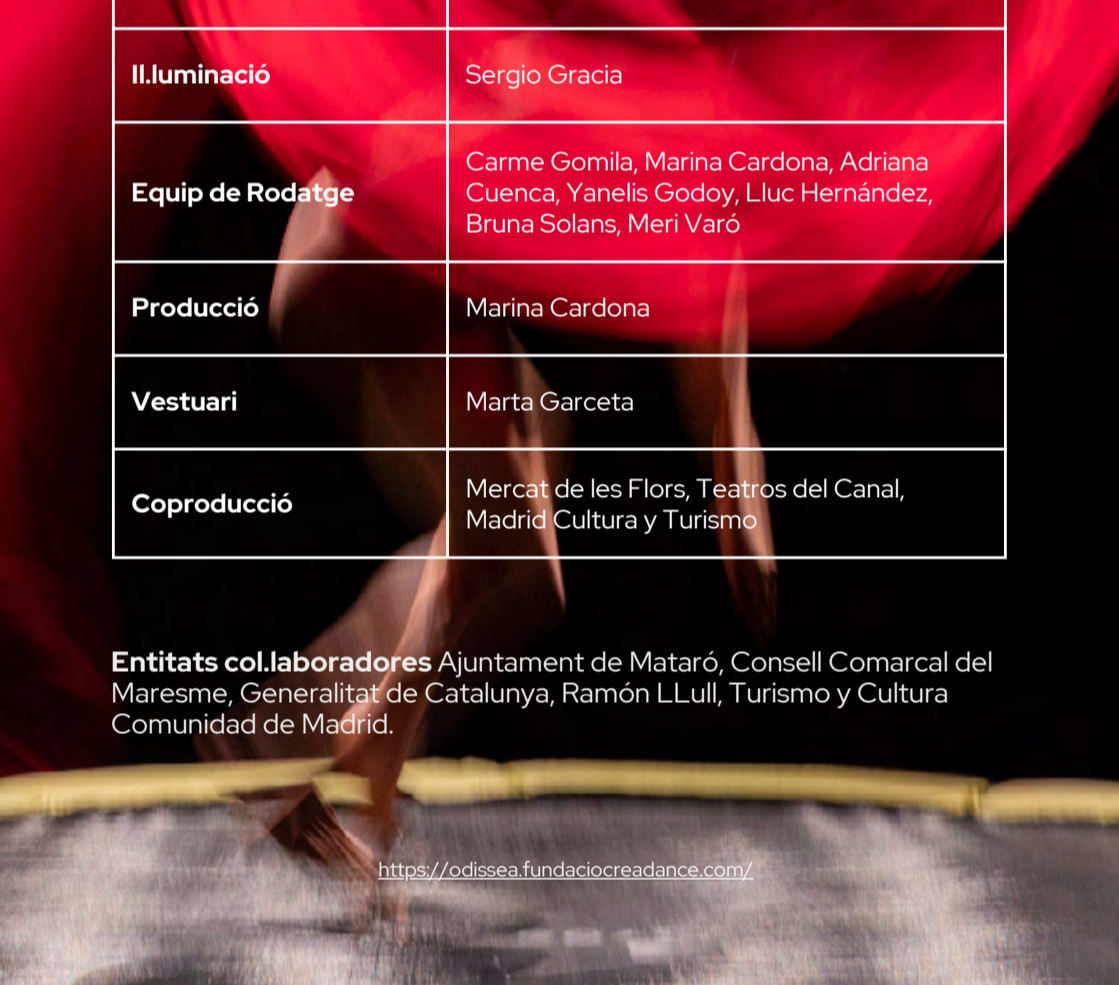 Il.luminació
Sergio Gracia
Equip de Rodatge
Carme Gomila, Marina Cardona, Adriana
Cuenca, Yanelis Godoy, Lluc Hernández,
Bruna Solans, Meri Varó
Producció
Marina Cardona
Vestuari
Marta Garceta
Coproducció
Mercat de les Flors, Teatros del Canal,
Madrid Cultura y Turismo
Entitats col.laboradores Ajuntament de Mataró, Consell Comarcal del
Maresme, Generalitat de Catalunya, Ramón LLull, Turismo y Cultura
Comunidad de Madrid.
https://odissea.fundaciocreadance.com/